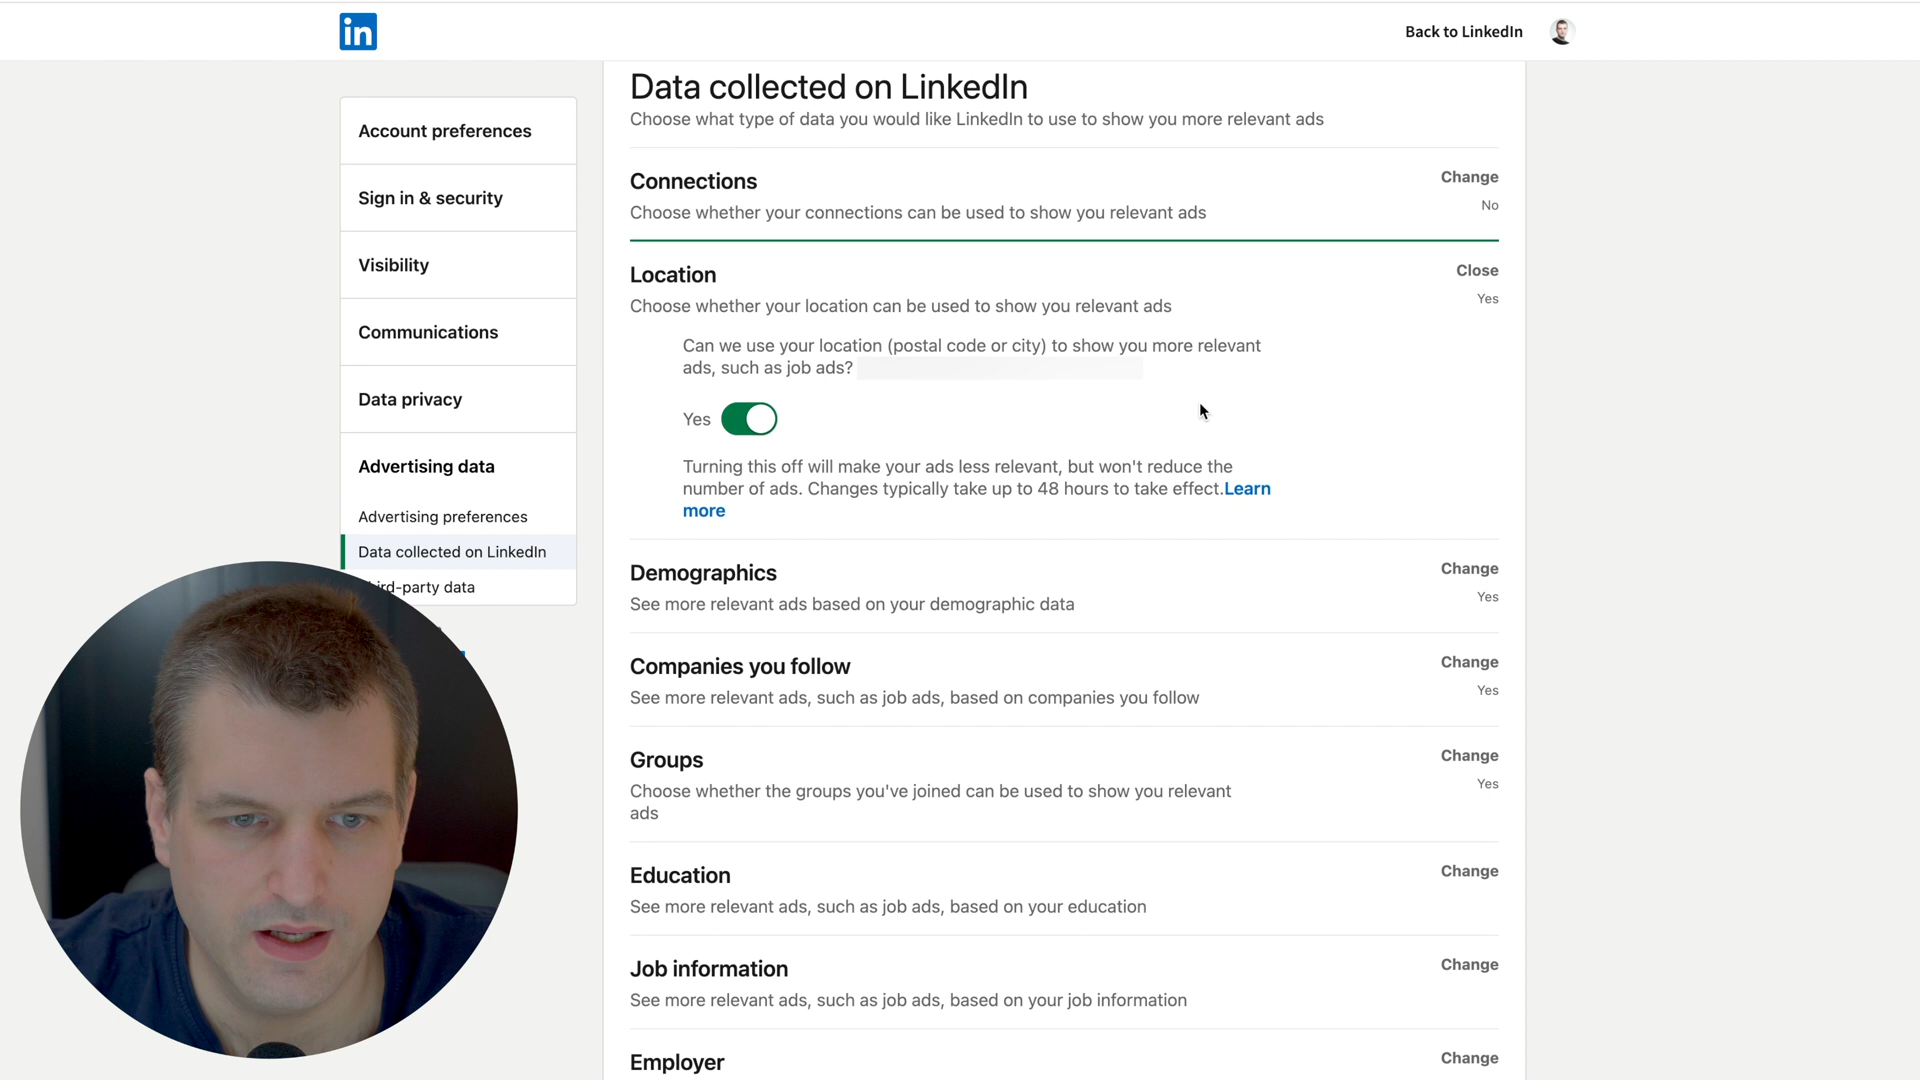 in
Back to LinkedIn
Account preferences
Sign in & security
Visibility
Communications
Data privacy
Advertising data
Advertising preferences
Data collected on LinkedIn
ird-party data
Data collected on LinkedIn
Choose what type of data you would like LinkedIn to use to show you more relevant ads
Connections
Change
Choose whether your connections can be used to show you relevant ads
No
Location
Close
Choose whether your location can be used to show you relevant ads
Yes
Can we use your location (postal code or city) to show you more relevant
ads, such as job ads?
Yes
Turning this off will make your ads less relevant, but won't reduce the
number of ads. Changes typically take up to 48 hours to take effect.Learn
more
Demographics
Change
See more relevant ads based on your demographic data
Yes
Companies you follow
Change
See more relevant ads, such as job ads, based on companies you follow
Yes
Groups
Change
Choose whether the groups you've joined can be used to show you relevant
ads
Yes
Education
Change
See more relevant ads, such as job ads, based on your education
Job information
Change
See more relevant ads, such as job ads, based on your job information
Employer
Change